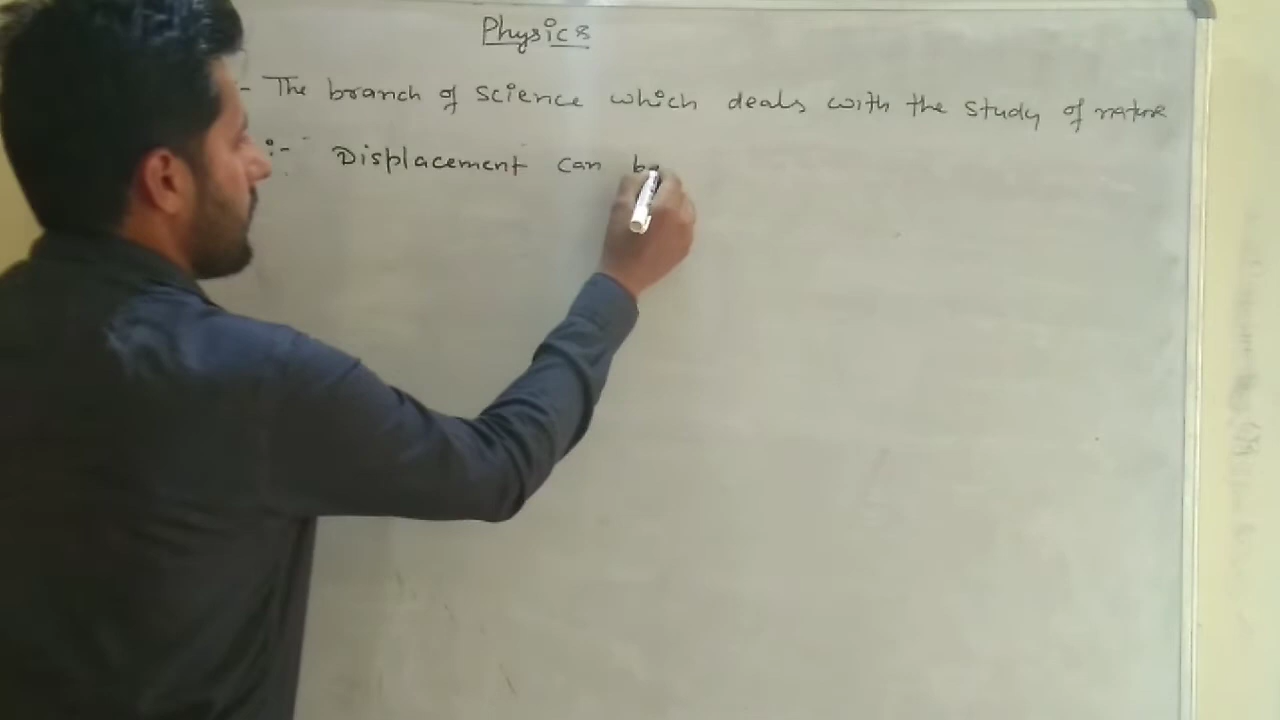 Physics
- The branch of science which deals with the study of nature
:- Displacement can b